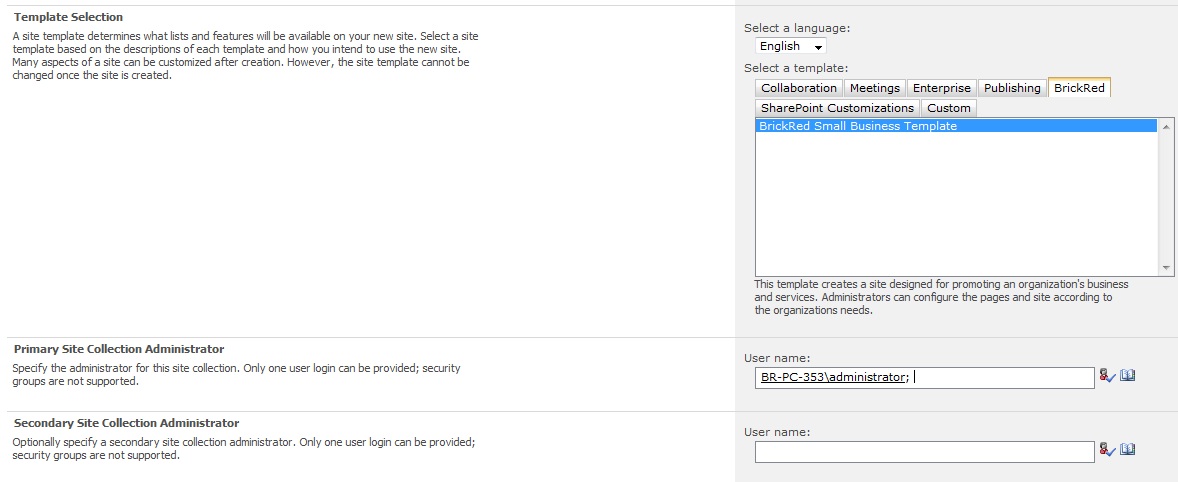 Template Selection
A site template determines what lists and features will be available on your new site. Select a site
template based on the descriptions of each template and how you intend to use the new site.
Many aspects of a site can be customized after creation. However, the site template cannot be
changed once the site is created.
Select a language:
English
Select a template:
Collaboration Meetings Enterprise Publishing BrickRed
SharePoint Customizations Custom
BrickRed Small Business Template
This template creates a site designed for promoting an organization's business
and services. Administrators can configure the pages and site according to
the organizations needs.
Primary Site Collection Administrator
Specify the administrator for this site collection. Only one user login can be provided; security
groups are not supported.
User name:
BR-PC-353\administrator;
Secondary Site Collection Administrator
Optionally specify a secondary site collection administrator. Only one user login can be provided;
security groups are not supported.
User name: